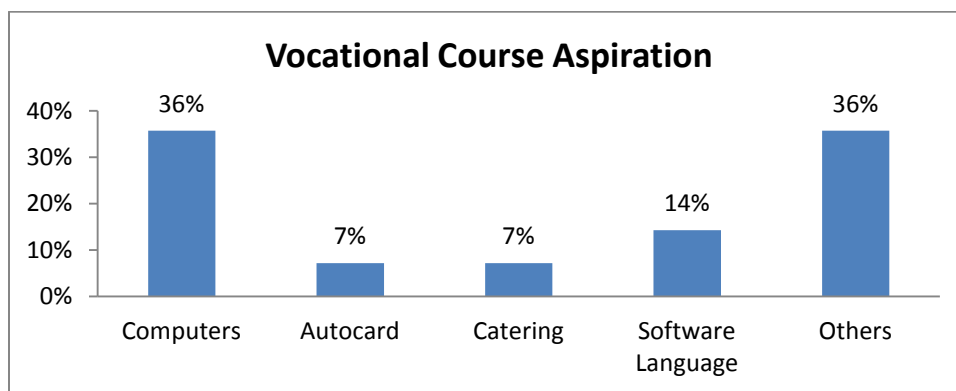 Vocational Course Aspiration
40%
30%
20%
10%
0%
36%
7%
7%
14%
36%
Computers
Autocard
Catering
Software
Language
Others